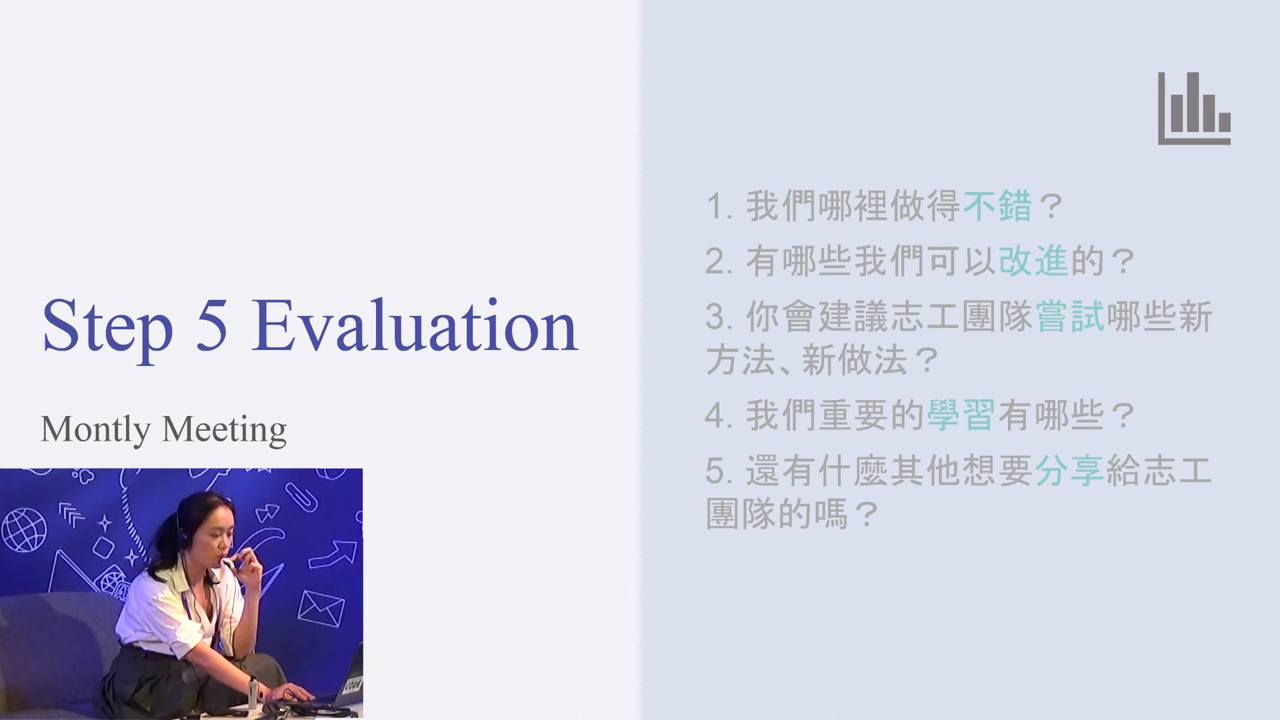 Step 5 Evaluation
Montly Meeting
1. 我們哪裡做得不錯？
2. 有哪些我們可以改進的？
3. 你會建議志工團隊嘗試哪些新
方法、新做法？
4. 我們重要的學習有哪些？
5. 還有什麼其他想要分享給志工
團隊的嗎？